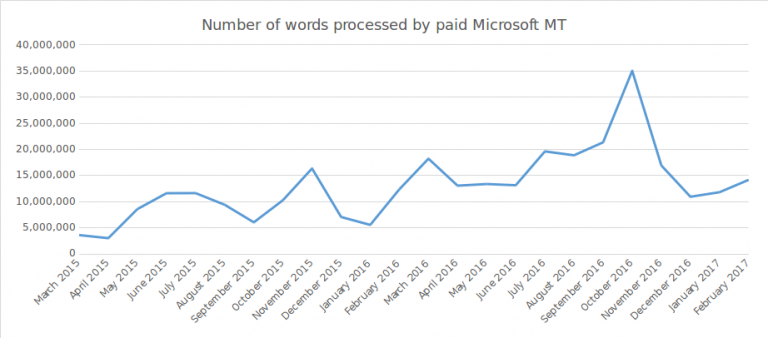 Number of words processed by paid Microsoft MT
40,000,000
35,000,000
30,000,000
25,000,000
20,000,000
15,000,000
10,000,000
5,000,000
0
March 2015
April 2015
May 2015
June 2015
July 2015
August 2015
September 2015
October 2015
November 2015
December 2015
January 2016
February 2016
March 2016
April 2016
May 2016
June 2016
July 2016
August 2016
September 2016
October 2016
November 2016
December 2016
January 2017
February 2017